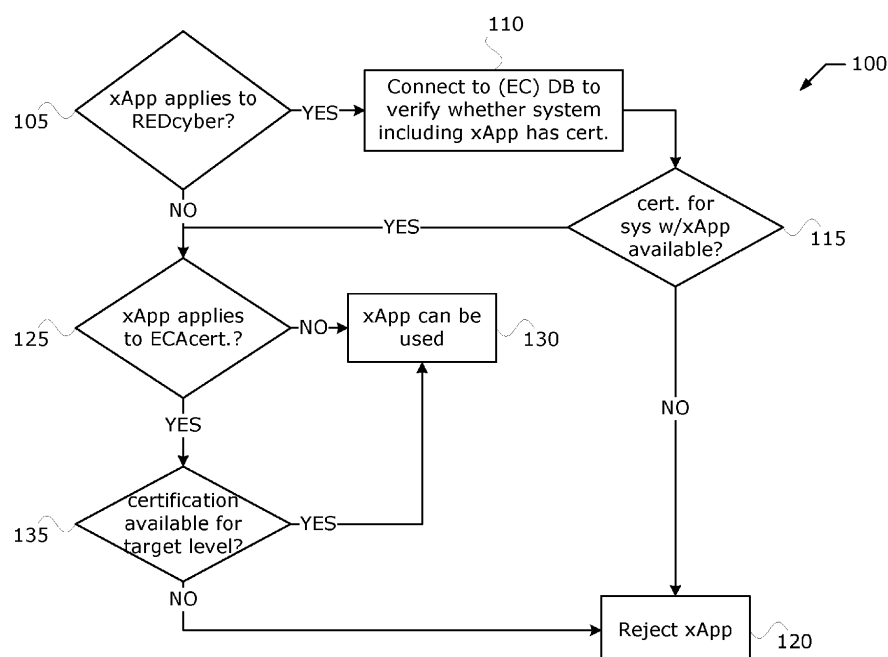 110
100
xApp applies to
REDcyber?
105
YES
Connect to (EC) DB to
verify whether system
including xApp has cert.
NO
YES
cert. for
sys w/xApp
available?
115
xApp applies
to ECAcert.?
125
NO
xApp can be
used
130
YES
NO
certification
available for
target level?
135
YES
NO
Reject xApp
120